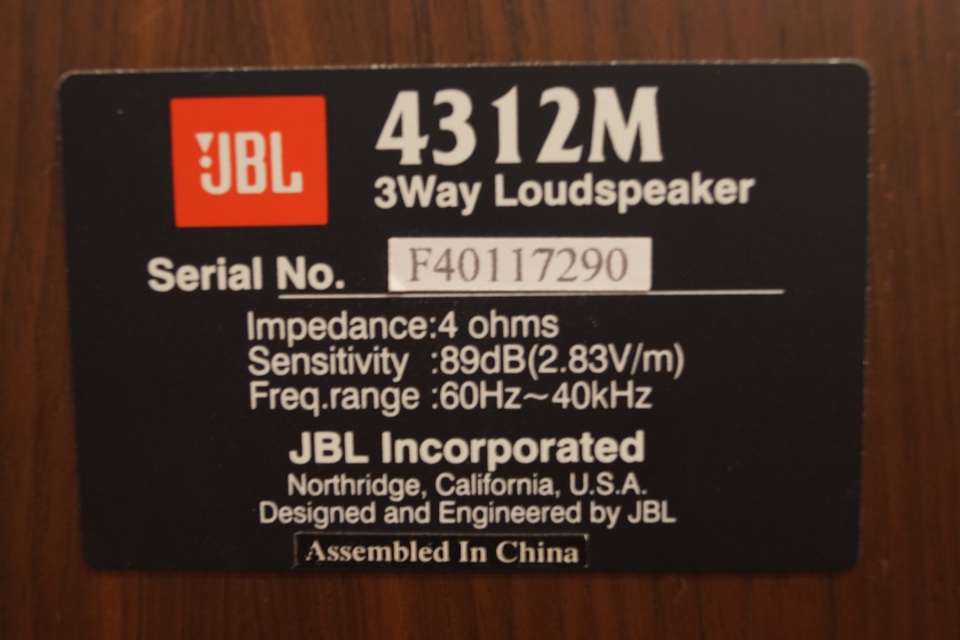 JBL
4312M
3Way Loudspeaker
Serial No. F40117290
Impedance:4 ohms
Sensitivity :89dB(2.83V/m)
Freq.range :60Hz~40kHz
JBL Incorporated
Northridge, California, U.S.A.
Designed and Engineered by JBL
Assembled In China